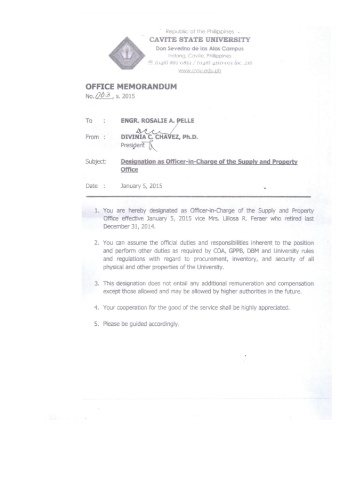 Republic of the Philippines
CAVITE STATE UNIVERSITY
Don Severino de las Alas Campus
Indang, Cavite, Philippines
www.cvsu.edu.ph
OFFICE MEMORANDUM
No. 003, s. 2015
To : ENGR. ROSALIE A. PELLE
From : DIVINIA C. CHAVEZ, Ph.D.
President
Subject: Designation as Officer-in-Charge of the Supply and Property
Office
Date : January 5, 2015
1. You are hereby designated as Officer-in-Charge of the Supply and Property
Office effective January 5, 2015 vice Mrs. Lilosa R. Feraer who retired last
December 31, 2014.
2. You can assume the official duties and responsibilities inherent to the position
and perform other duties as required by COA, GPPB, DBM and University rules
and regulations with regard to procurement, inventory, and security of all
physical and other properties of the University.
3. This designation does not entail any additional remuneration and compensation
except those allowed and may be allowed by higher authorities in the future.
4. Your cooperation for the good of the service shall be highly appreciated.
5. Please be guided accordingly.